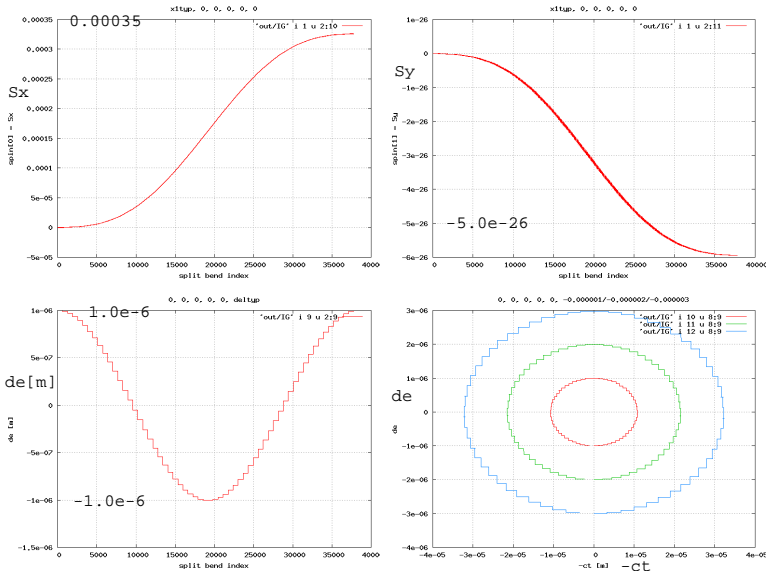 x1typ, 0, 0, 0, 0, 0
0.00035
0.00035
'out/IG' i 1 u 2:10
0.0003
0.00025
Sx
0.0002
spin[0] = Sx
0.00015
0.0001
5e-05
0
-5e-05
0 5000 10000 15000 20000 25000 30000 35000 40000
split bend index
x1typ, 0, 0, 0, 0, 0
1e-26
'out/IG' i 1 u 2:11
0
Sy
-1e-26
-2e-26
spin[1] = Sy
-3e-26
-4e-26
-5e-26
-5.0e-26
-6e-26
0 5000 10000 15000 20000 25000 30000 35000 40000
split bend index
0, 0, 0, 0, 0, deltyp
1e-06
1.0e-6
'out/IG' i 9 u 2:9
5e-07
de[m]
0
de [m]
-5e-07
-1e-06
-1.0e-6
-1.5e-06
0 5000 10000 15000 20000 25000 30000 35000 40000
split bend index
0, 0, 0, 0, 0, -0.000001/-0.000002/-0.000003
3e-06
'out/IG' i 10 u 8:9
'out/IG' i 11 u 8:9
'out/IG' i 12 u 8:9
2e-06
1e-06
de
0
de
-1e-06
-2e-06
-3e-06
-4e-06
-4e-05 -3e-05 -2e-05 -1e-05 0 1e-05 2e-05 3e-05 4e-05
-ct [m]
-ct